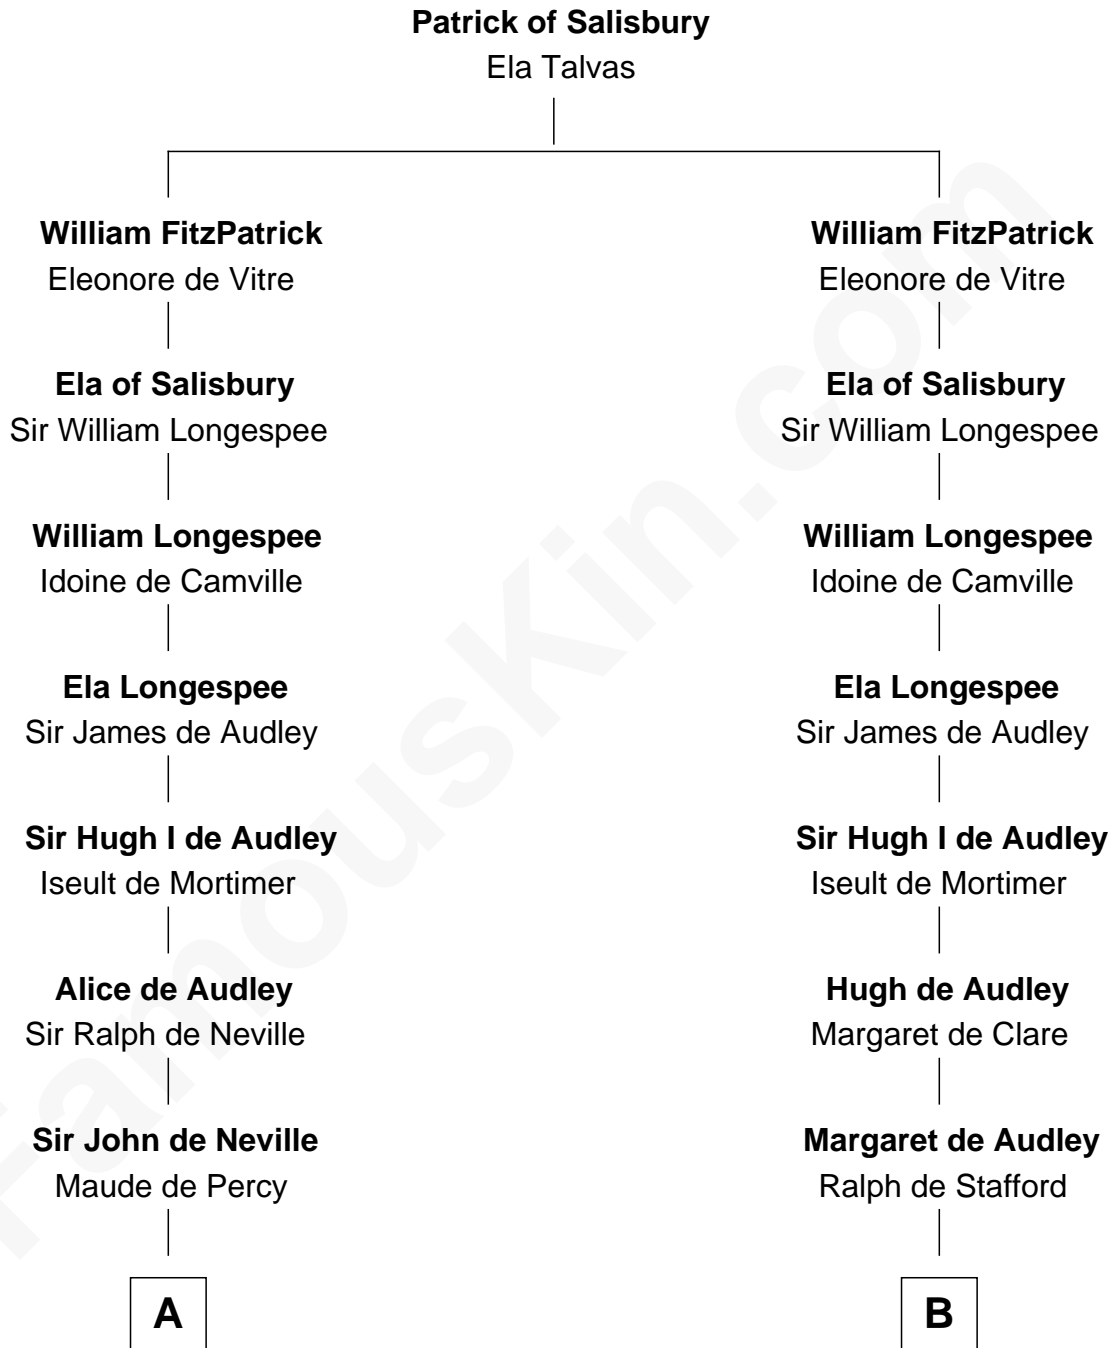 Patrick of Salisbury
Ela Talvas
William FitzPatrick
Eleonore de Vitre
Ela of Salisbury
Sir William Longespee
William Longespee
Idoine de Camville
Ela Longespee
Sir James de Audley
Sir Hugh I de Audley
Iseult de Mortimer
Alice de Audley
Sir Ralph de Neville
Sir John de Neville
Maude de Percy
A
William FitzPatrick
Eleonore de Vitre
Ela of Salisbury
Sir William Longespee
William Longespee
Idoine de Camville
Ela Longespee
Sir James de Audley
Sir Hugh I de Audley
Iseult de Mortimer
Hugh de Audley
Margaret de Clare
Margaret de Audley
Ralph de Stafford
B
FamousKin.com